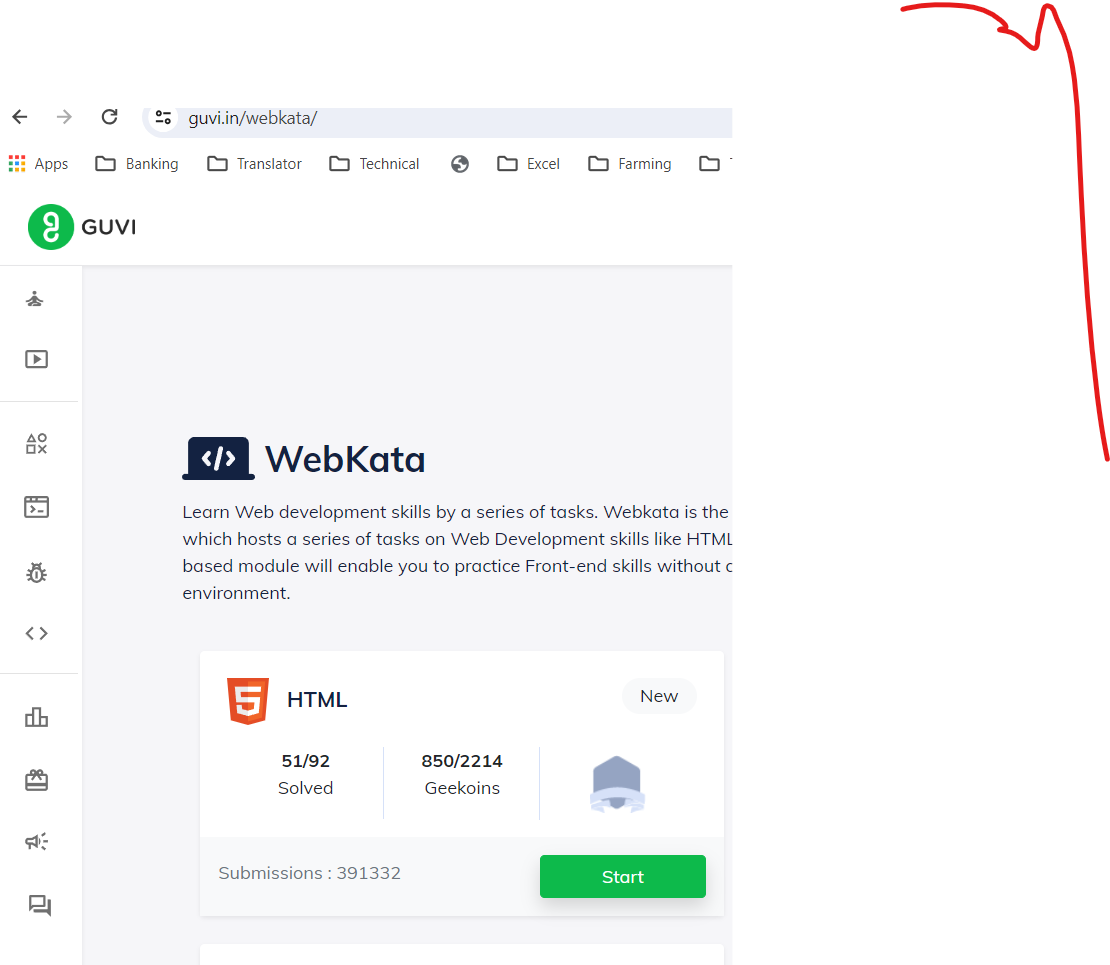 guvi.in/webkata/
Apps Banking Translator Technical Excel Farming
GUVI
WebKata
Learn Web development skills by a series of tasks. Webkata is the
which hosts a series of tasks on Web Development skills like HTML
based module will enable you to practice Front-end skills without
environment.
HTML
New
51/92
Solved
850/2214
Geekoins
Submissions : 391332
Start